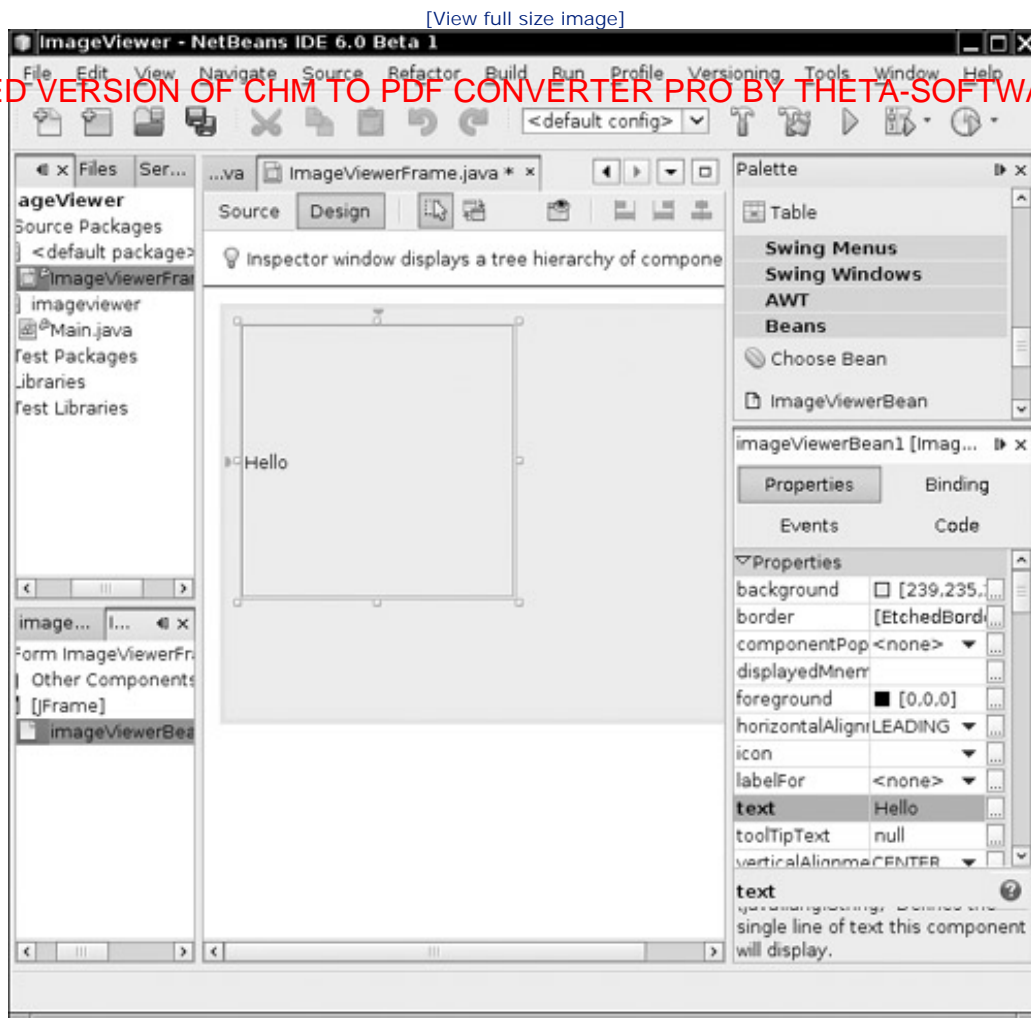 [View full size image]
ImageViewer - NetBeans IDE 6.0 Beta 1
File Edit View Navigate Source Refactor Build Run Profile Versioning Tools Window Help
ED VERSION OF CHM TO PDF CONVERTER PRO BY THETA-SOFTWA
<default config>
Files Ser...
ageViewer
Source Packages
<default package>
ImageViewerFrar
imageviewer
Main.java
Test Packages
Libraries
Test Libraries
...va ImageViewerFrame.java *
Source Design
Inspector window displays a tree hierarchy of compone
Hello
Palette
Table
Swing Menus
Swing Windows
AWT
Beans
Choose Bean
ImageViewerBean
image... I...
Form ImageViewerFr
Other Components
[JFrame]
imageViewerBea
imageViewerBean1 [Imag...
Properties Binding
Events Code
Properties
background [239,235,
border [EtchedBord
componentPop <none>
displayedMnem
foreground [0,0,0]
horizontalAlign LEADING
icon
labelFor <none>
text Hello
toolTipText null
verticalAlignme CENTER
text
single line of text this component
will display.